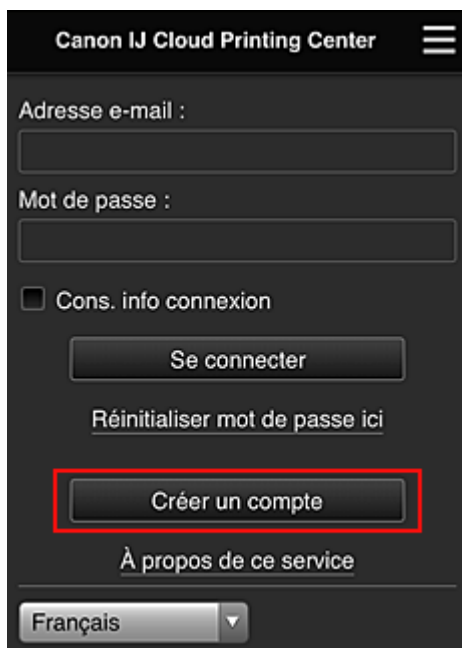 Canon IJ Cloud Printing Center
Adresse e-mail :
Mot de passe :
Cons. info connexion
Se connecter
Réinitialiser mot de passe ici
Créer un compte
À propos de ce service
Français